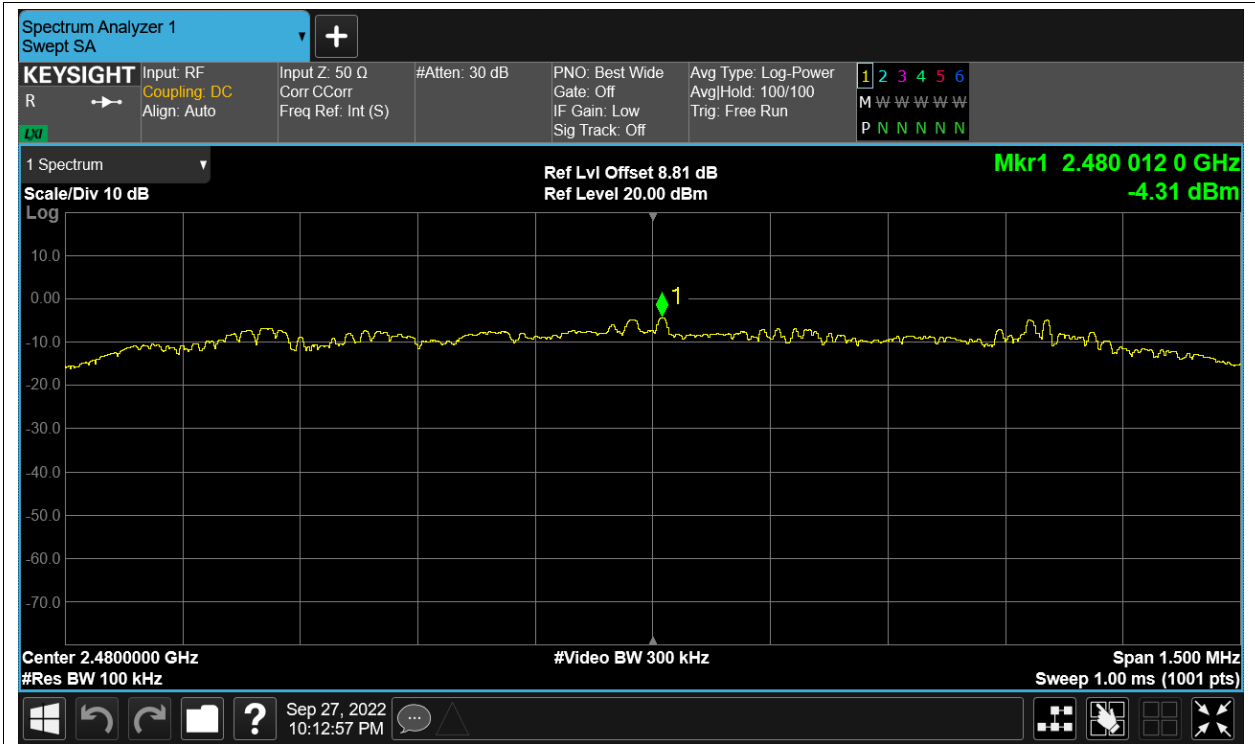 Spectrum Analyzer 1
Swept SA
KEYSIGHT
R
LXI
Input: RF
Coupling: DC
Align: Auto
Input Z: 50 Ω
Corr CCorr
Freq Ref: Int (S)
#Atten: 30 dB
PNO: Best Wide
Gate: Off
IF Gain: Low
Sig Track: Off
Avg Type: Log-Power
Avg|Hold: 100/100
Trig: Free Run
1 2 3 4 5 6
M W W W W W
P N N N N N
1 Spectrum
Scale/Div 10 dB
Log
Ref Lvl Offset 8.81 dB
Ref Level 20.00 dBm
Mkr1 2.480 012 0 GHz
-4.31 dBm
10.0
0.00
1
-10.0
-20.0
-30.0
-40.0
-50.0
-60.0
-70.0
Center 2.4800000 GHz
#Res BW 100 kHz
#Video BW 300 kHz
Span 1.500 MHz
Sweep 1.00 ms (1001 pts)
?
Sep 27, 2022
10:12:57 PM